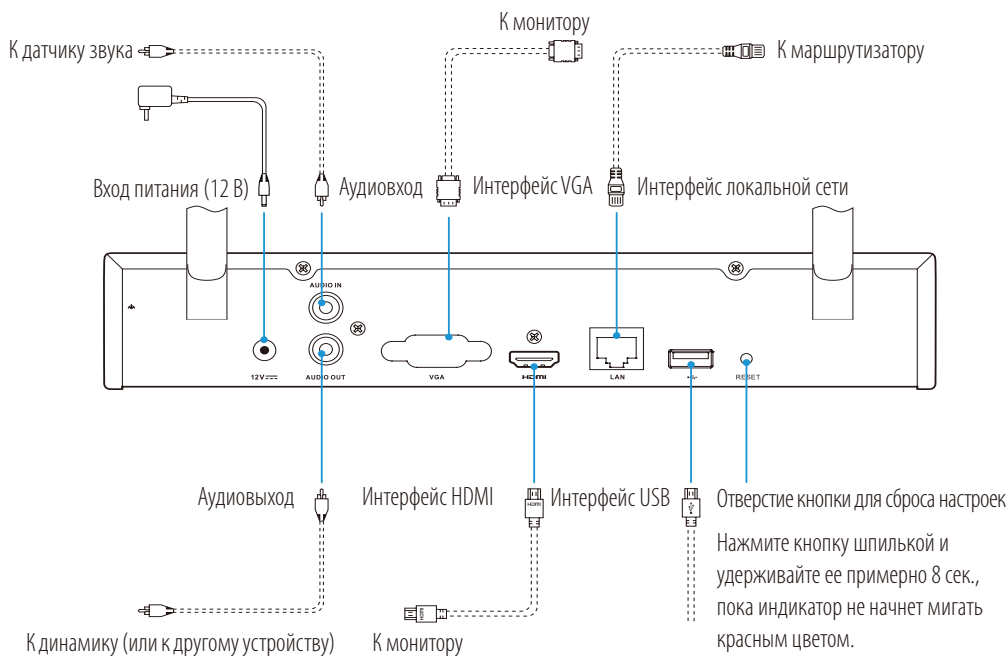 К монитору
К датчику звука
К маршрутизатору
Вход питания (12 В)
Аудиовход
Интерфейс VGA
Интерфейс локальной сети
AUDIO IN
12V
AUDIO OUT
VGA
HDMI
LAN
RESET
Аудиовыход
Интерфейс HDMI
HDMI
Интерфейс USB
Отверстие кнопки для сброса настроек
Нажмите кнопку шпилькой и
удерживайте ее примерно 8 сек.,
пока индикатор не начнет мигать
красным цветом.
HDMI
К динамику (или к другому устройству)
К монитору